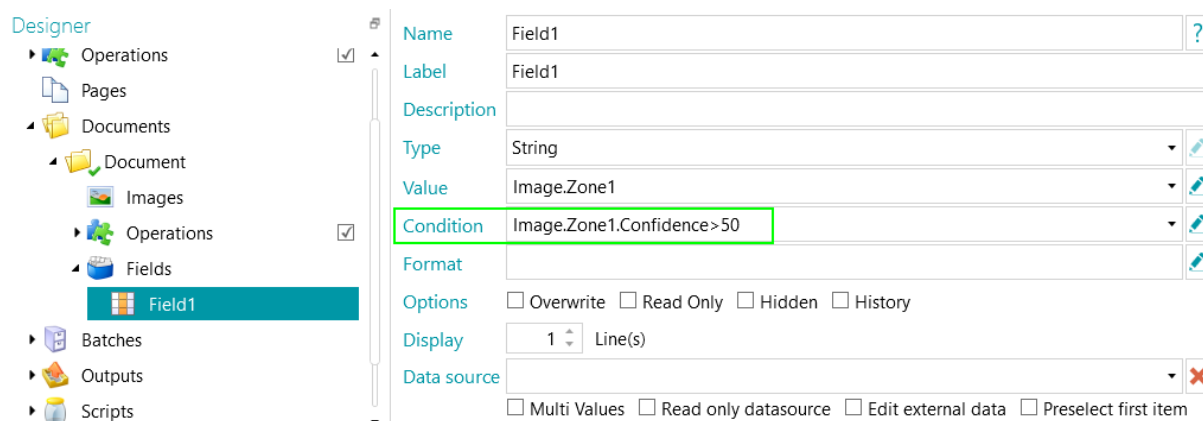 Designer
Operations
Pages
Documents
Document
Images
Operations
Fields
Field1
Batches
Outputs
Scripts
Name Field1 ?
Label Field1
Description
Type String
Value Image.Zone1
Condition Image.Zone1.Confidence>50
Format
Options Overwrite Read Only Hidden History
Display 1 Line(s)
Data source
Multi Values Read only datasource Edit external data Preselect first item